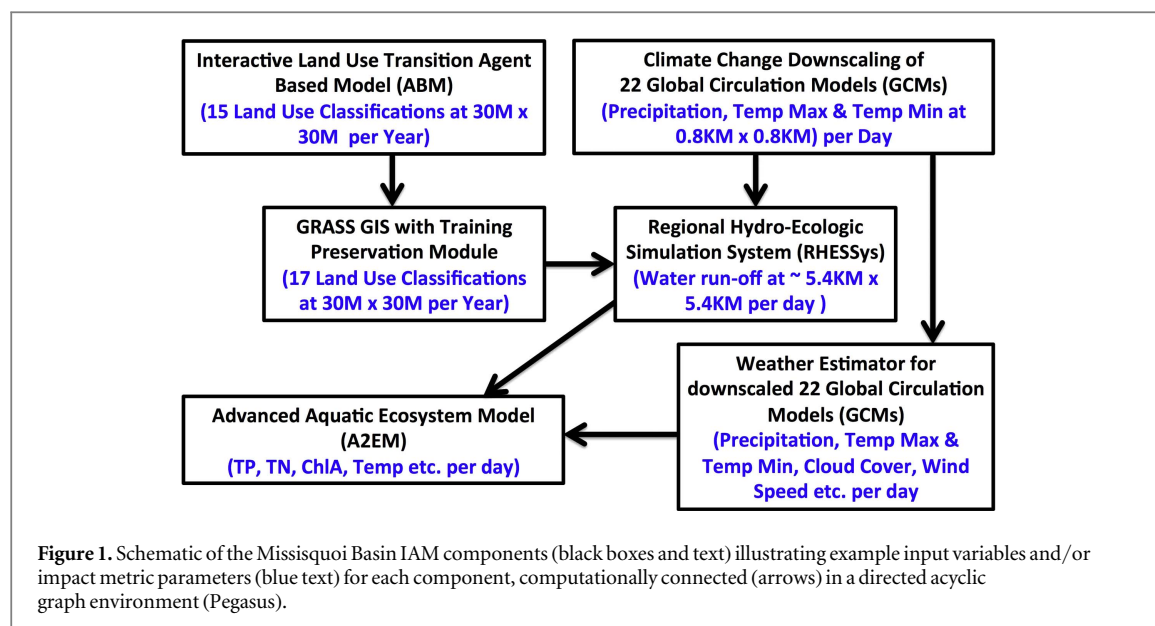 Interactive Land Use Transition Agent
Based Model (ABM)
(15 Land Use Classifications at 30M x
30M per Year)
Climate Change Downscaling of
22 Global Circulation Models (GCMs)
(Precipitation, Temp Max & Temp Min at
0.8KM x 0.8KM) per Day
GRASS GIS with Training
Preservation Module
(17 Land Use Classifications
at 30M x 30M per Year)
Regional Hydro-Ecologic
Simulation System (RHESSys)
(Water run-off at ~ 5.4KM x
5.4KM per day )
Advanced Aquatic Ecosystem Model
(A2EM)
(TP, TN, ChlA, Temp etc. per day)
Weather Estimator for
downscaled 22 Global Circulation
Models (GCMs)
(Precipitation, Temp Max &
Temp Min, Cloud Cover, Wind
Speed etc. per day
Figure 1. Schematic of the Missisquoi Basin IAM components (black boxes and text) illustrating example input variables and/or
impact metric parameters (blue text) for each component, computationally connected (arrows) in a directed acyclic
graph environment (Pegasus).